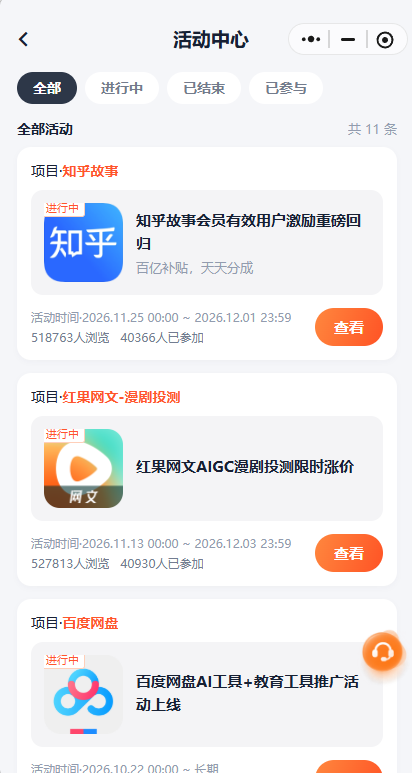 活动中心
全部
进行中
已结束
已参与
全部活动
共 11 条
项目·知乎故事
进行中
知乎
知乎故事会员有效用户激励重磅回
归
百亿补贴，天天分成
活动时间·2026.11.25 00:00 ~ 2026.12.01 23:59
518763人浏览 40366人已参加
查看
项目·红果网文-漫剧投测
进行中
网文
红果网文AIGC漫剧投测限时涨价
活动时间·2026.11.13 00:00 ~ 2026.12.03 23:59
527813人浏览 40930人已参加
查看
项目·百度网盘
进行中
百度网盘AI工具+教育工具推广活
动上线
活动时间·2026.10.22 00:00 ~ 长期